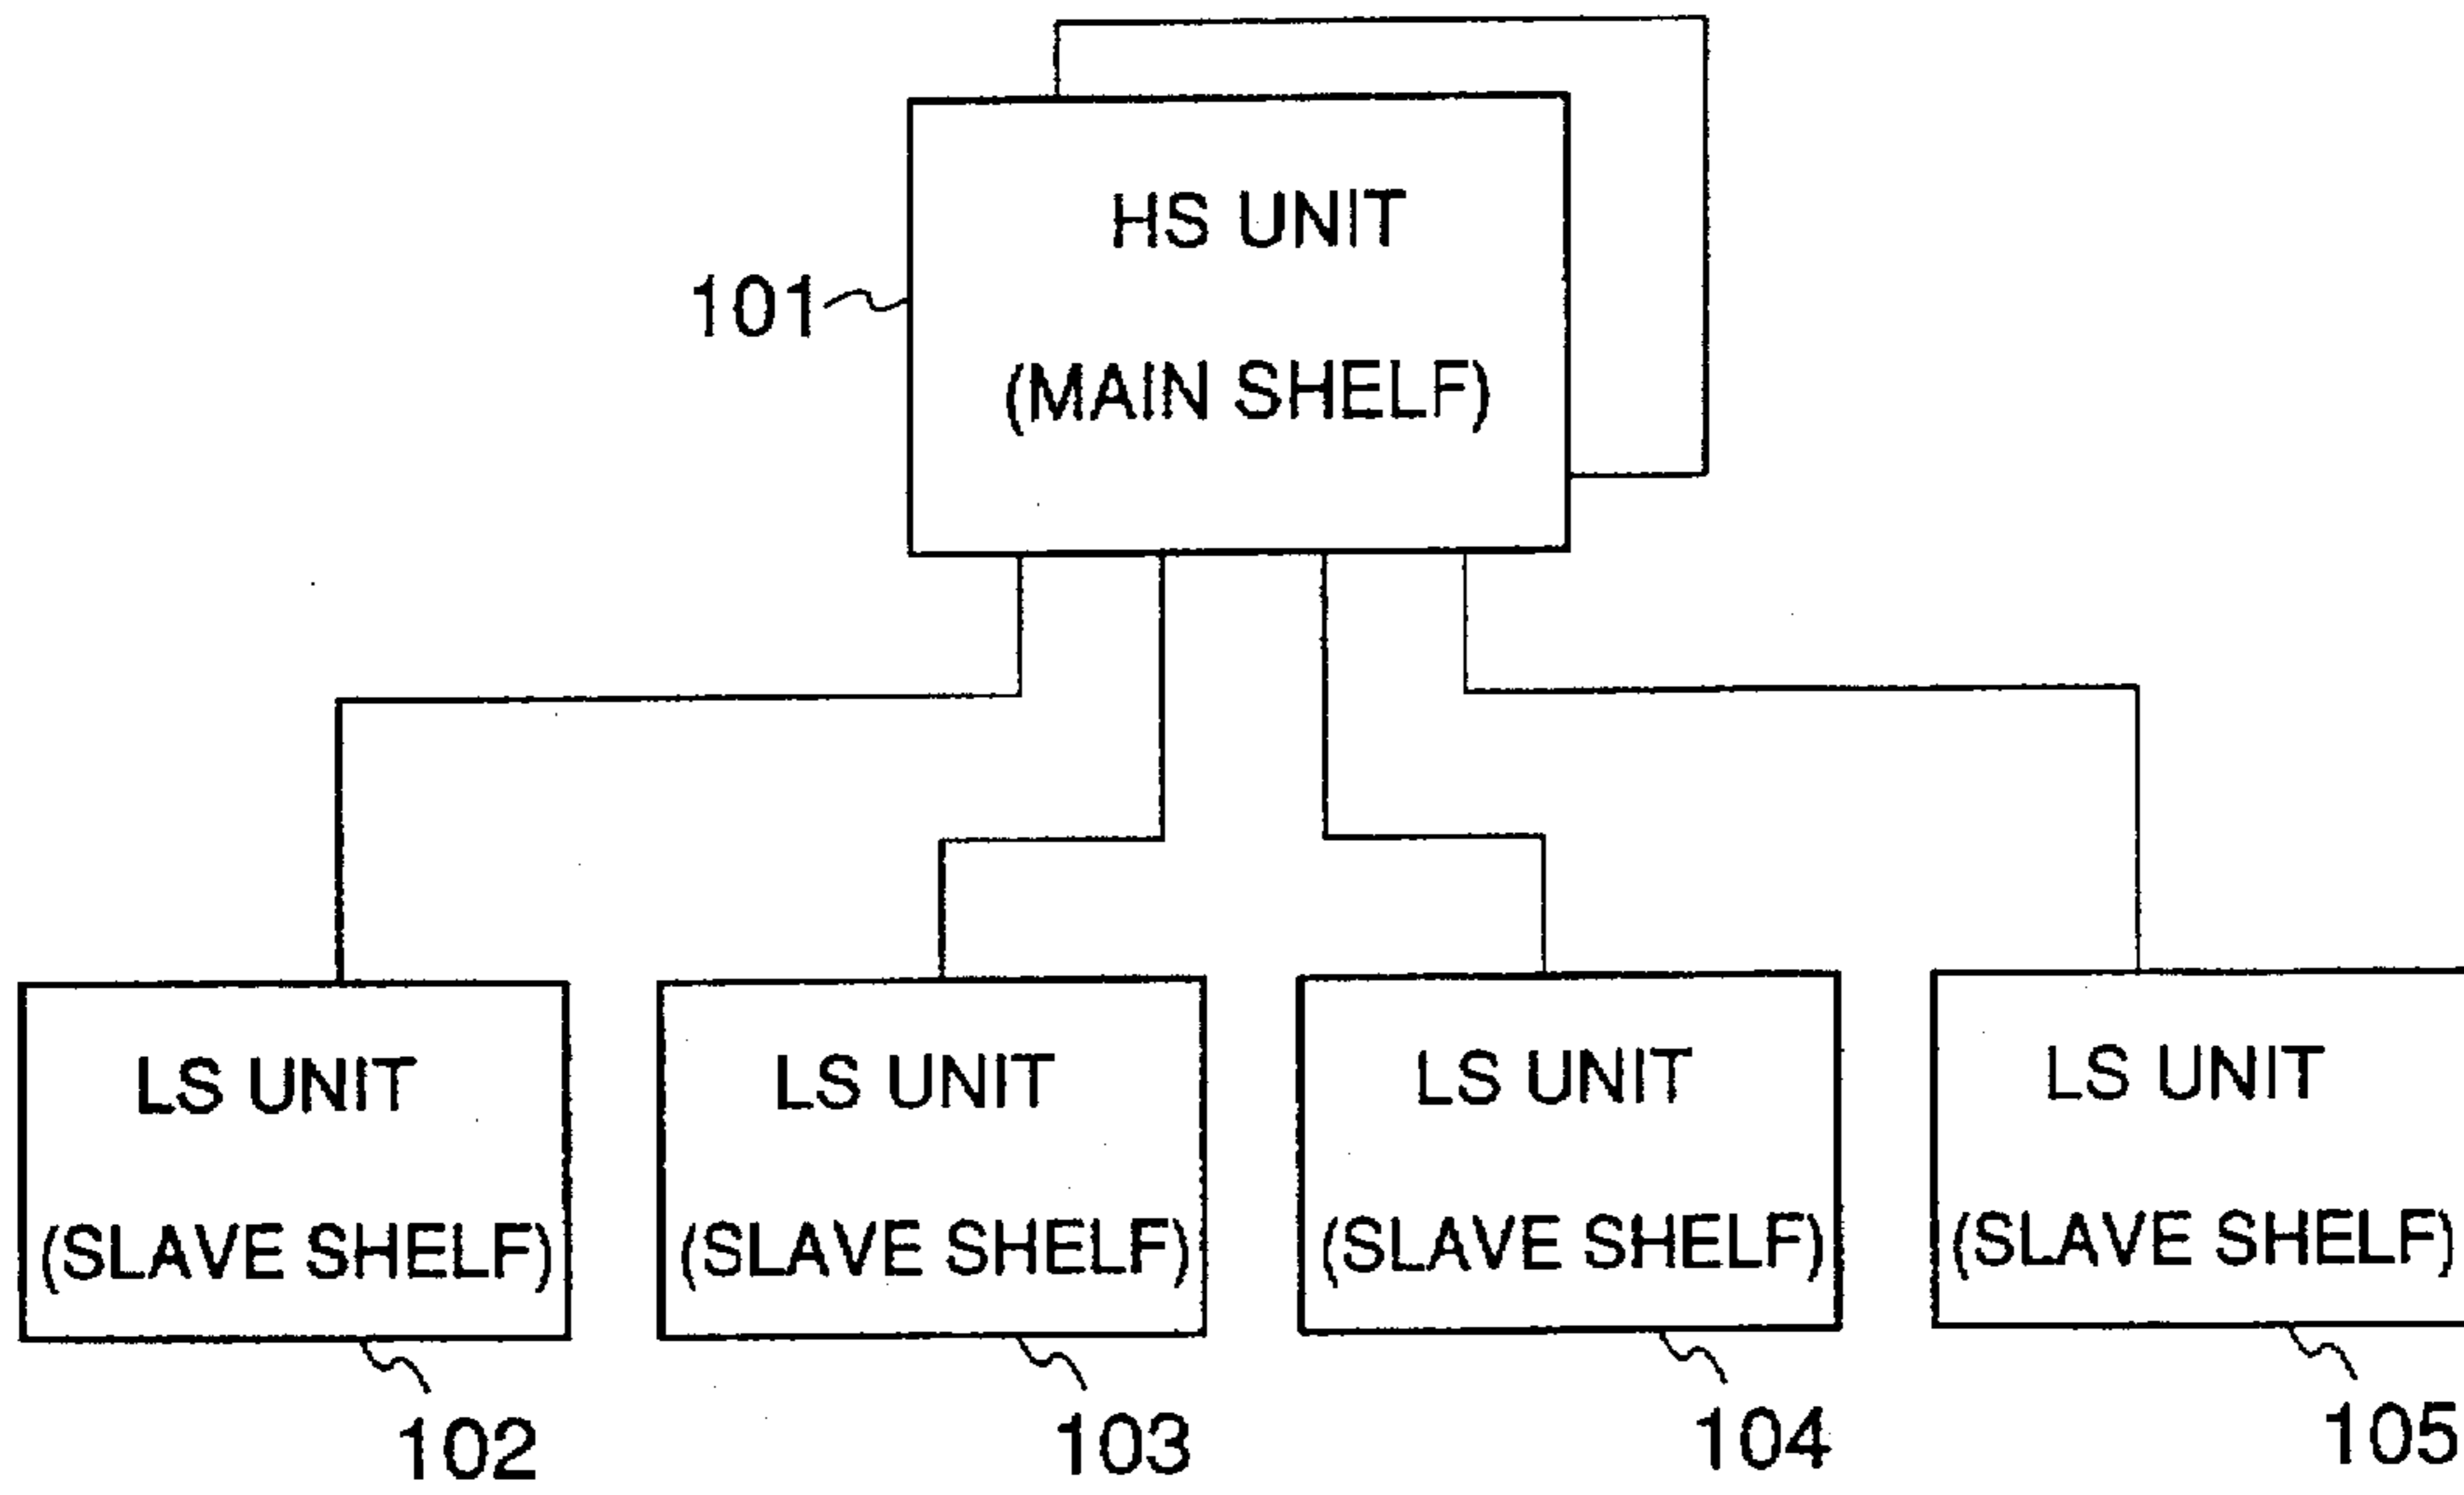 HS UNIT
101
(MAIN SHELF)
LS UNIT
LS UNIT
LS UNIT
LS UNIT
(SLAVE SHELF)
(SLAVE SHELF)
(SLAVE SHELF)
(SLAVE SHELF)
102
103
104
105